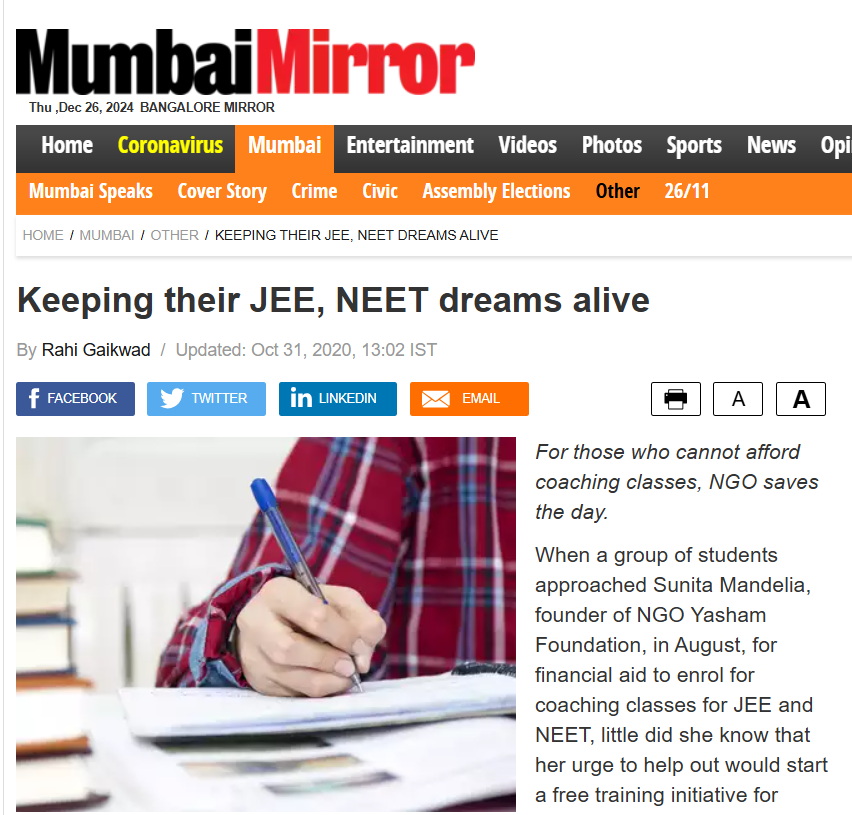 MumbaiMirror
Thu ,Dec 26, 2024 BANGALORE MIRROR
Home Coronavirus Mumbai Entertainment Videos Photos Sports News Opi
Mumbai Speaks Cover Story Crime Civic Assembly Elections Other 26/11
HOME / MUMBAI / OTHER / KEEPING THEIR JEE, NEET DREAMS ALIVE
Keeping their JEE, NEET dreams alive
By Rahi Gaikwad / Updated: Oct 31, 2020, 13:02 IST
f FACEBOOK TWITTER in LINKEDIN EMAIL A A
For those who cannot afford
coaching classes, NGO saves
the day.
When a group of students
approached Sunita Mandelia,
founder of NGO Yasham
Foundation, in August, for
financial aid to enrol for
coaching classes for JEE and
NEET, little did she know that
her urge to help out would start
a free training initiative for